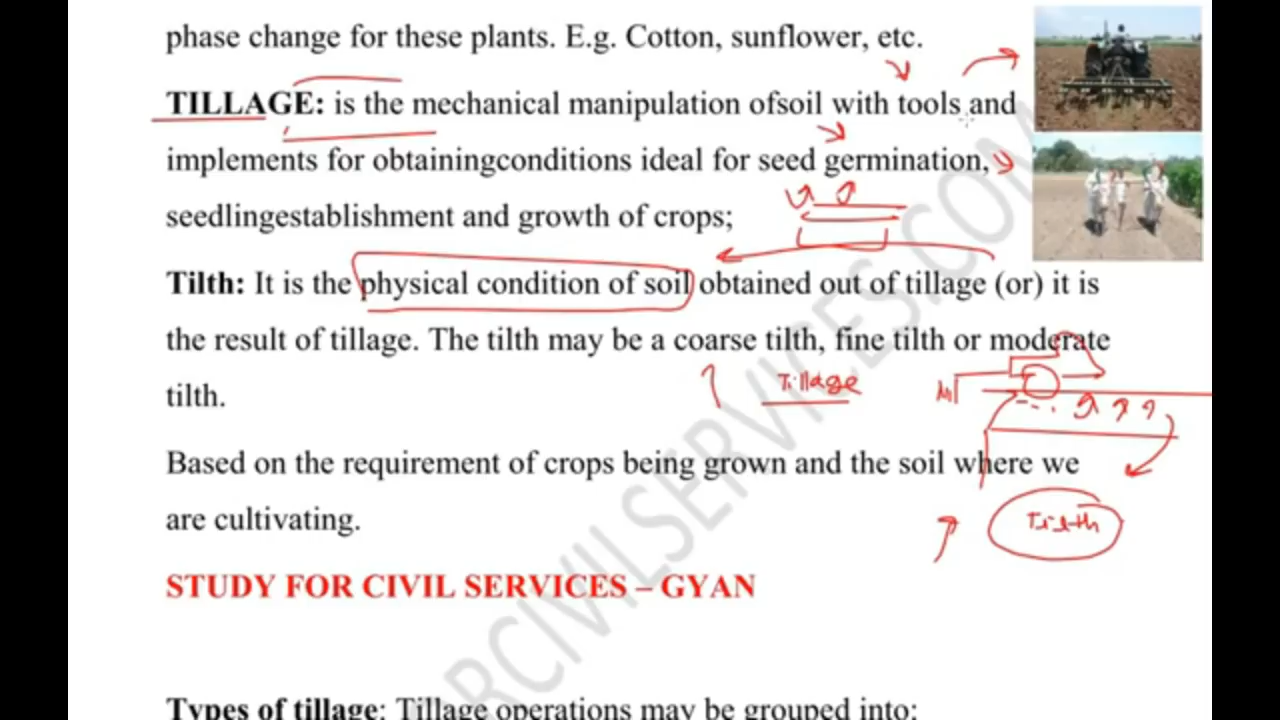 phase change for these plants. E.g. Cotton, sunflower, etc.
TILLAGE: is the mechanical manipulation ofsoil with tools and
implements for obtainingconditions ideal for seed germination,
seedlingestablishment and growth of crops;
Tilth: It is the physical condition of soil obtained out of tillage (or) it is
the result of tillage. The tilth may be a coarse tilth, fine tilth or moderate
Tillage
tilth.
Based on the requirement of crops being grown and the soil where we
are cultivating.
Tilth
STUDY FOR CIVIL SERVICES – GYAN
RCIVILSERVICES.COM
Types of tillage: Tillage operations may be grouped into: